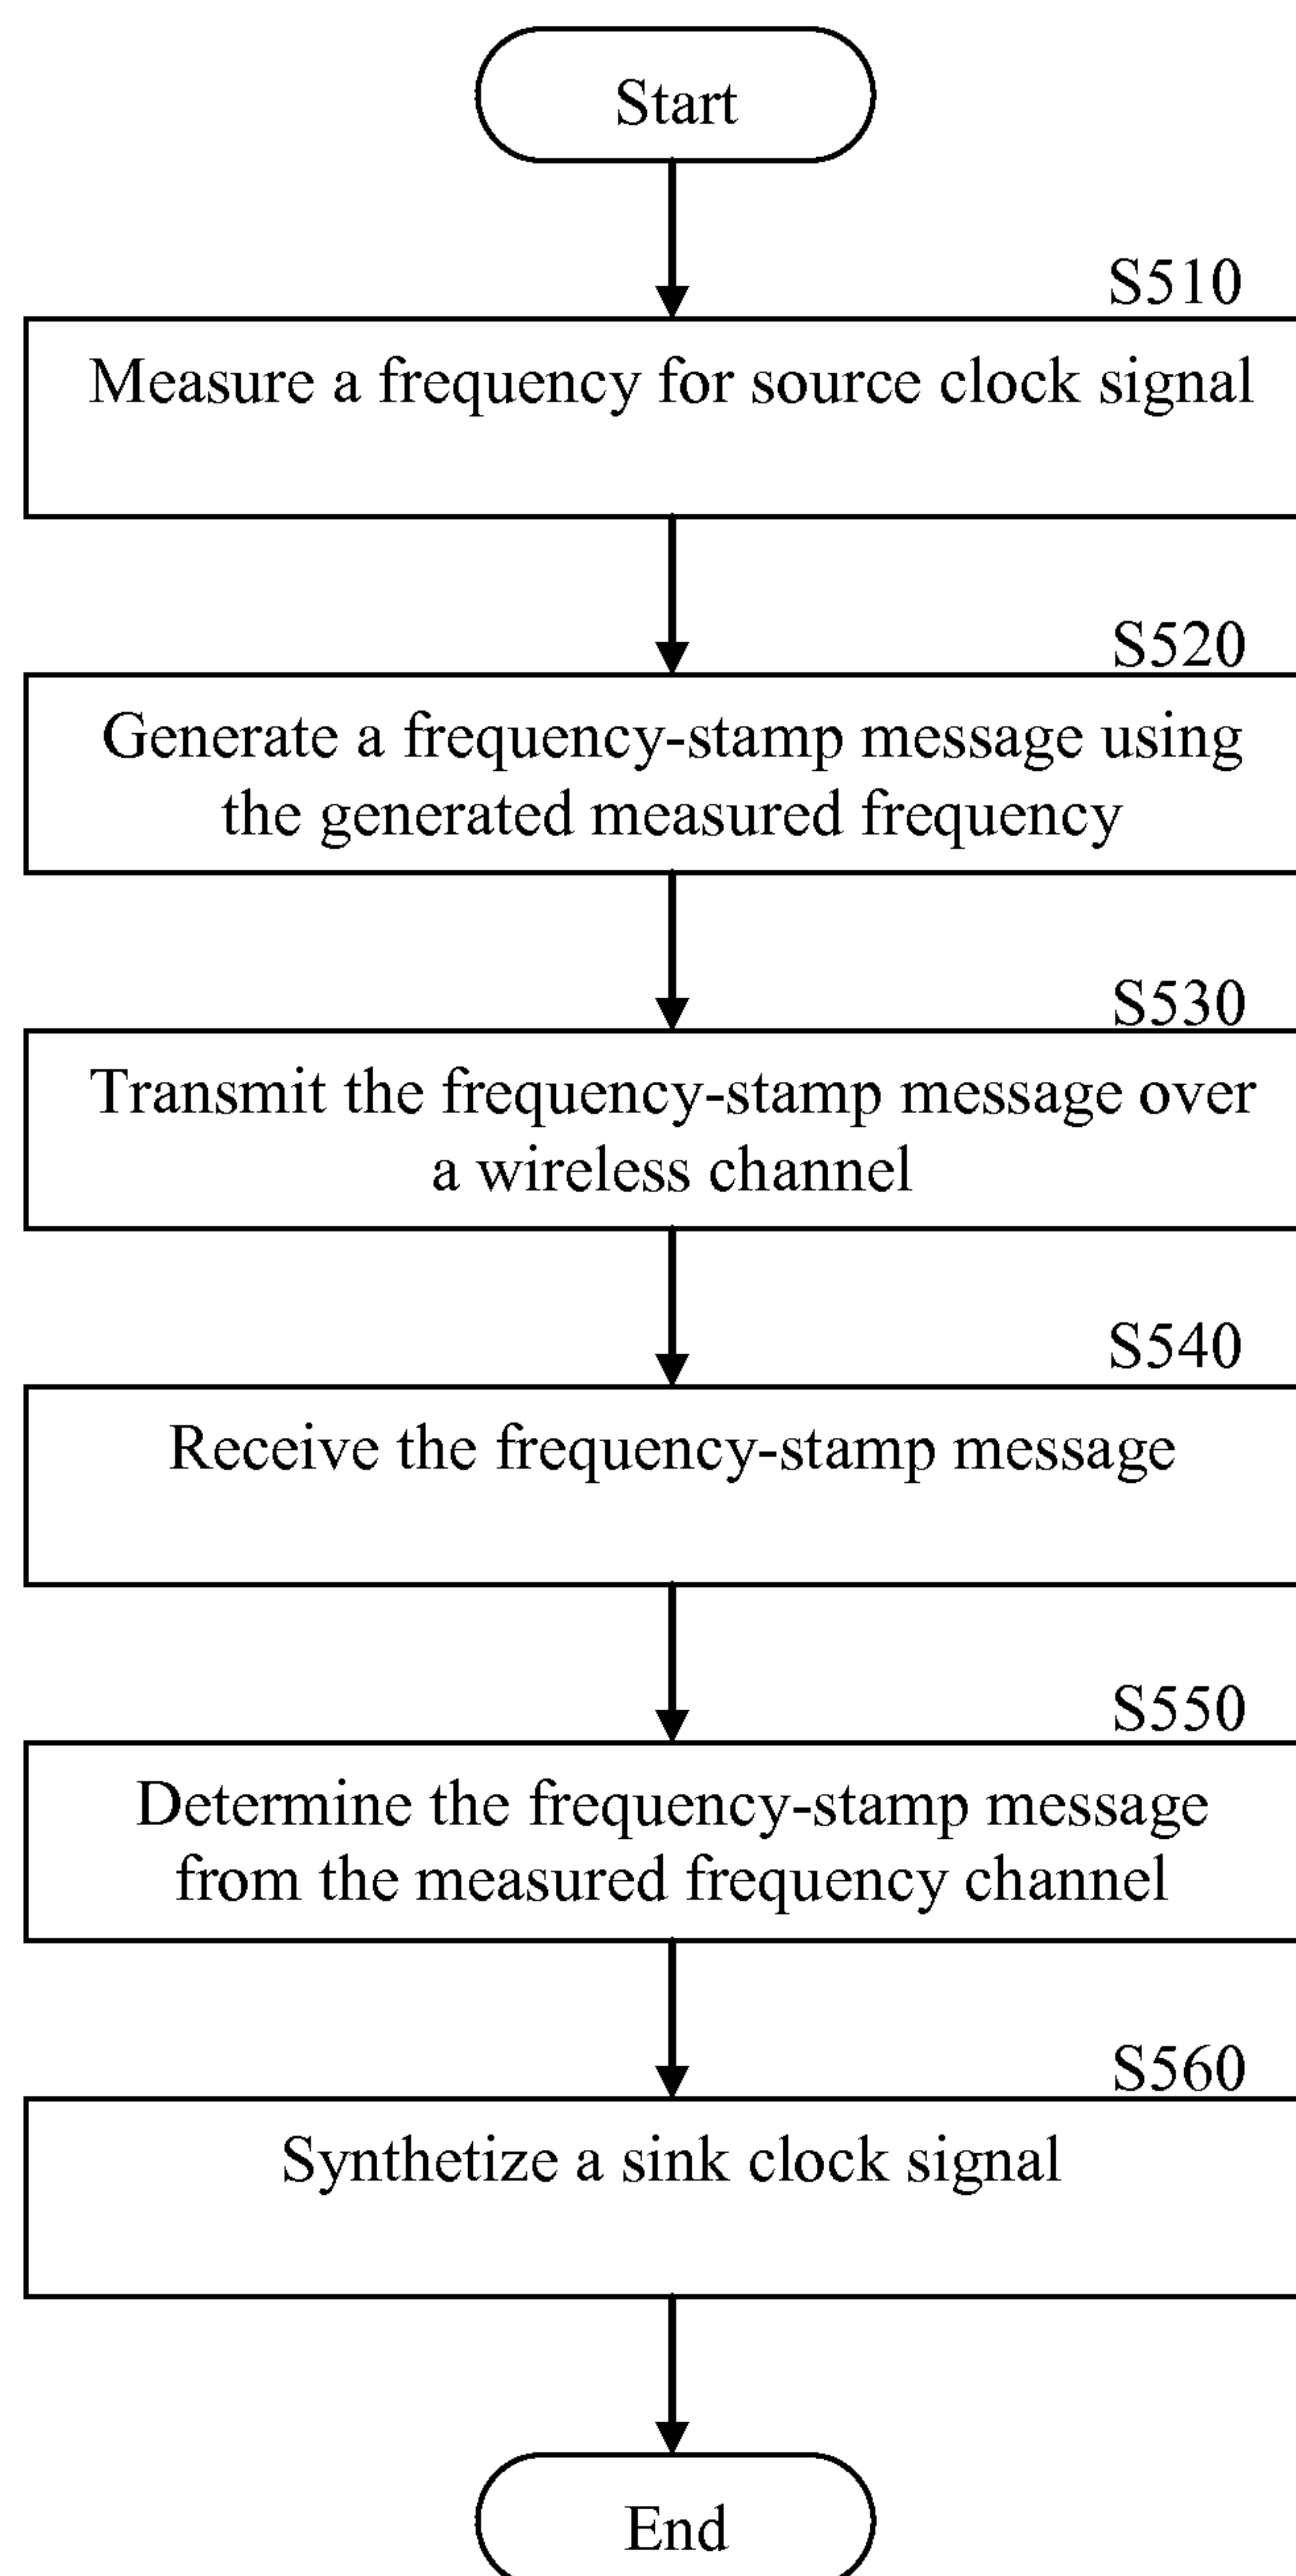 Start
S510
Measure a frequency for source clock signal
S520
Generate a frequency-stamp message using
the generated measured frequency
S530
Transmit the frequency-stamp message over
a wireless channel
S540
Receive the frequency-stamp message
S550
Determine the frequency-stamp message
from the measured frequency channel
S560
Synthetize a sink clock signal
End